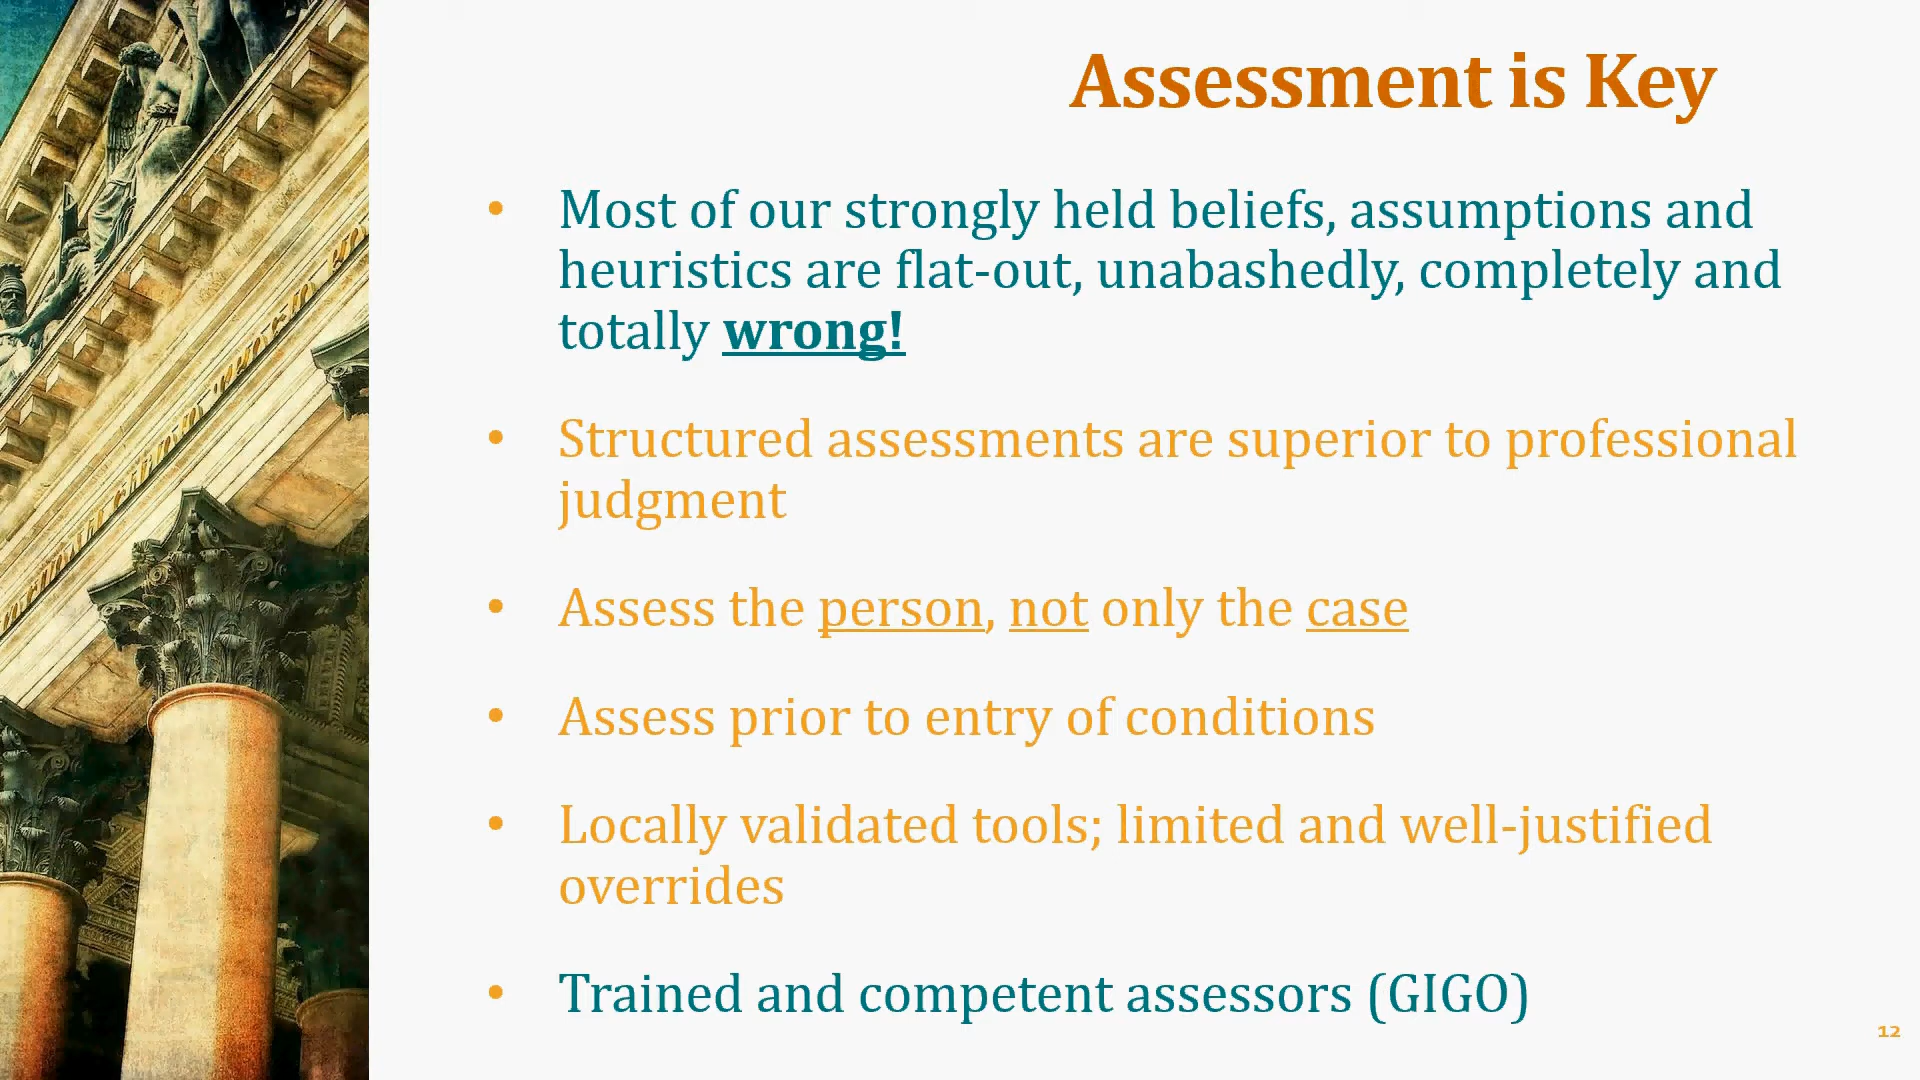 Assessment is Key
• Most of our strongly held beliefs, assumptions and
heuristics are flat-out, unabashedly, completely and
totally wrong!
• Structured assessments are superior to professional
judgment
• Assess the person, not only the case
• Assess prior to entry of conditions
• Locally validated tools; limited and well-justified
overrides
• Trained and competent assessors (GIGO)
12